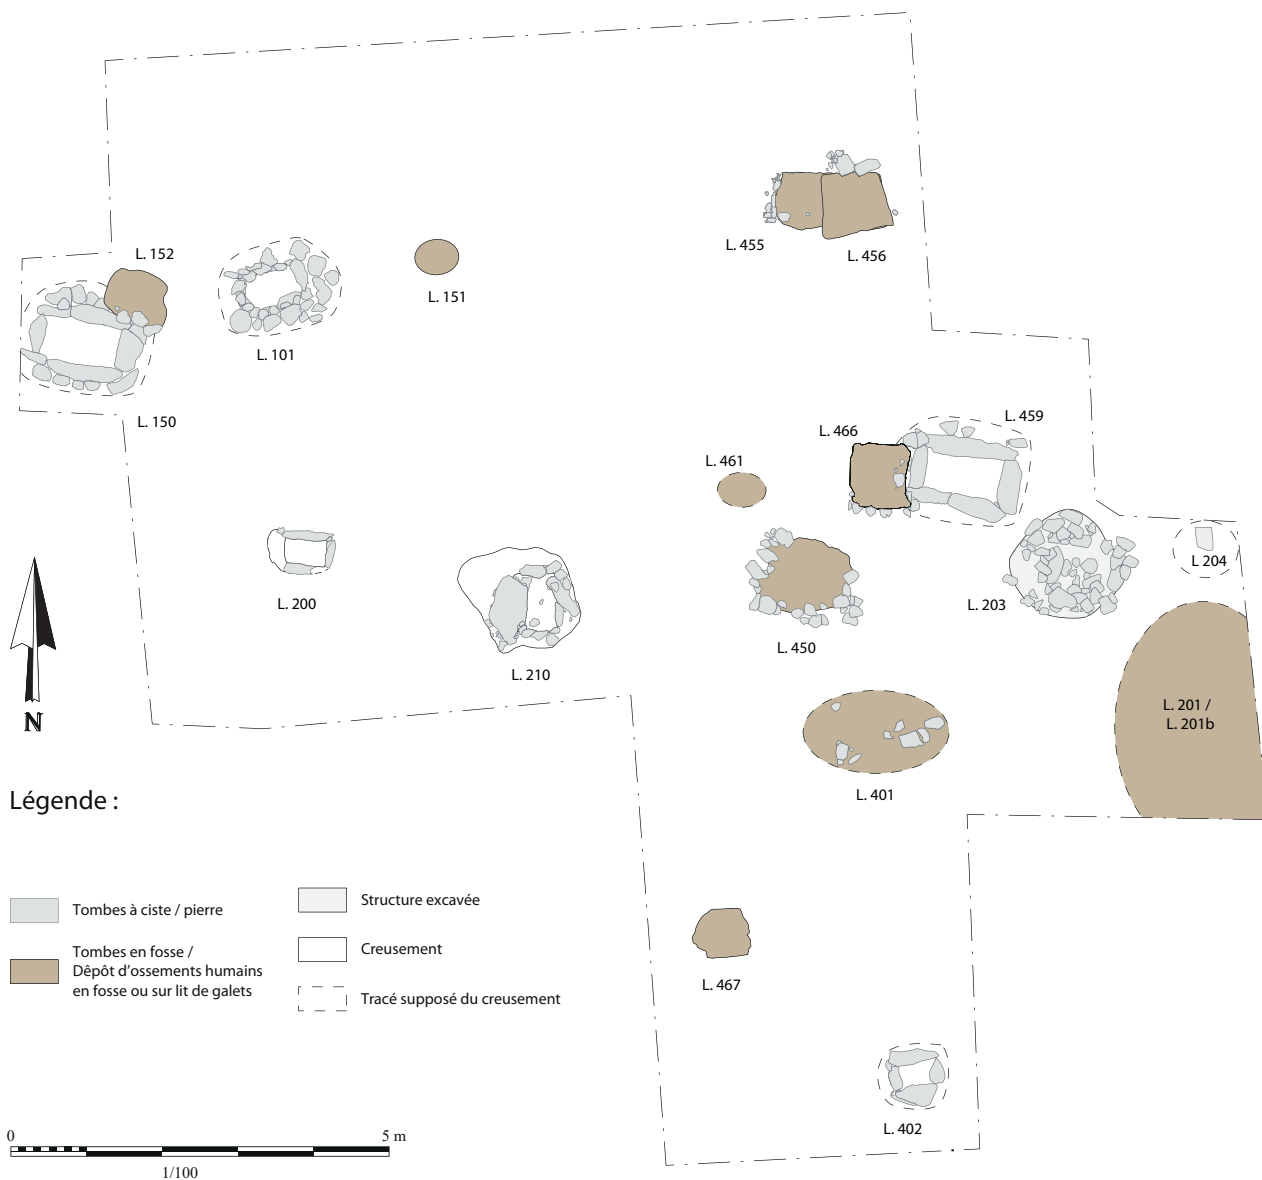 L. 455
L. 456
L. 152
L. 151
L. 101
L. 150
L. 459
L. 466
L. 461
L 204
L. 200
L. 203
L. 450
L. 210
L. 201 /
L. 201b
N
L. 401
Légende :
Tombes à ciste / pierre
Tombes en fosse /
Dêpôt d'ossements humains
en fosse ou sur lit de galets
Structure excavée
Creusement
Tracé supposé du creusement
L. 467
L. 402
0 5 m
1/100